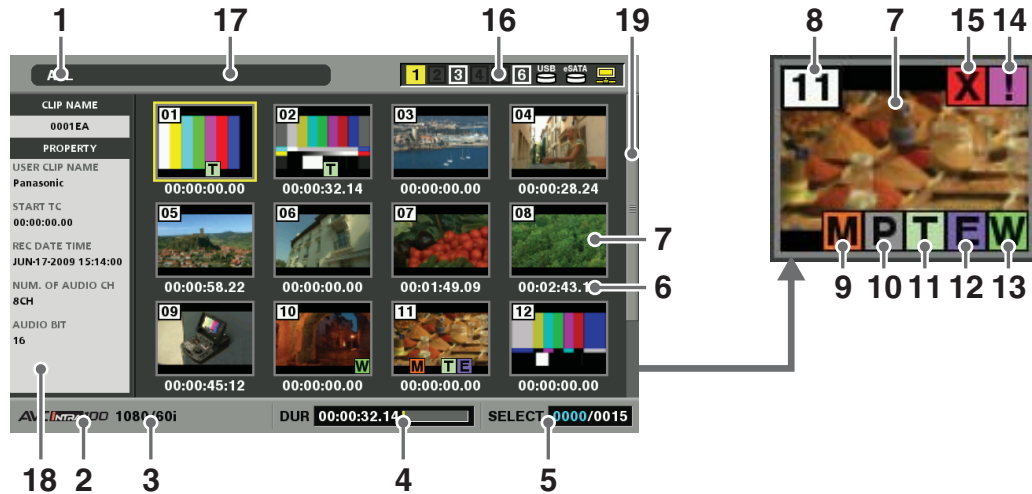 1 17 16 19 8 7 15 14
1 2 3 4 6 USB eSATA
CLIP NAME
0001EA
PROPERTY
USER CLIP NAME
Panasonic
START TC
00:00:00.00
REC DATE TIME
JUN-17-2009 15:14:00
NUM. OF AUDIO CH
8CH
AUDIO BIT
16
01 02 03 04
T T
00:00:00.00 00:00:32.14 00:00:00.00 00:00:28.24
05 06 07 08
7
00:00:58.22 00:00:00.00 00:01:49.09 00:02:43.1
6
09 10 11 12
W M T E
00:00:45:12 00:00:00.00 00:00:00.00 00:00:00.00
11 X !
M P T E W
9 10 11 12 13
1080/60i
DUR 00:00:32.14
SELECT 0000/0015
18 2 3 4 5